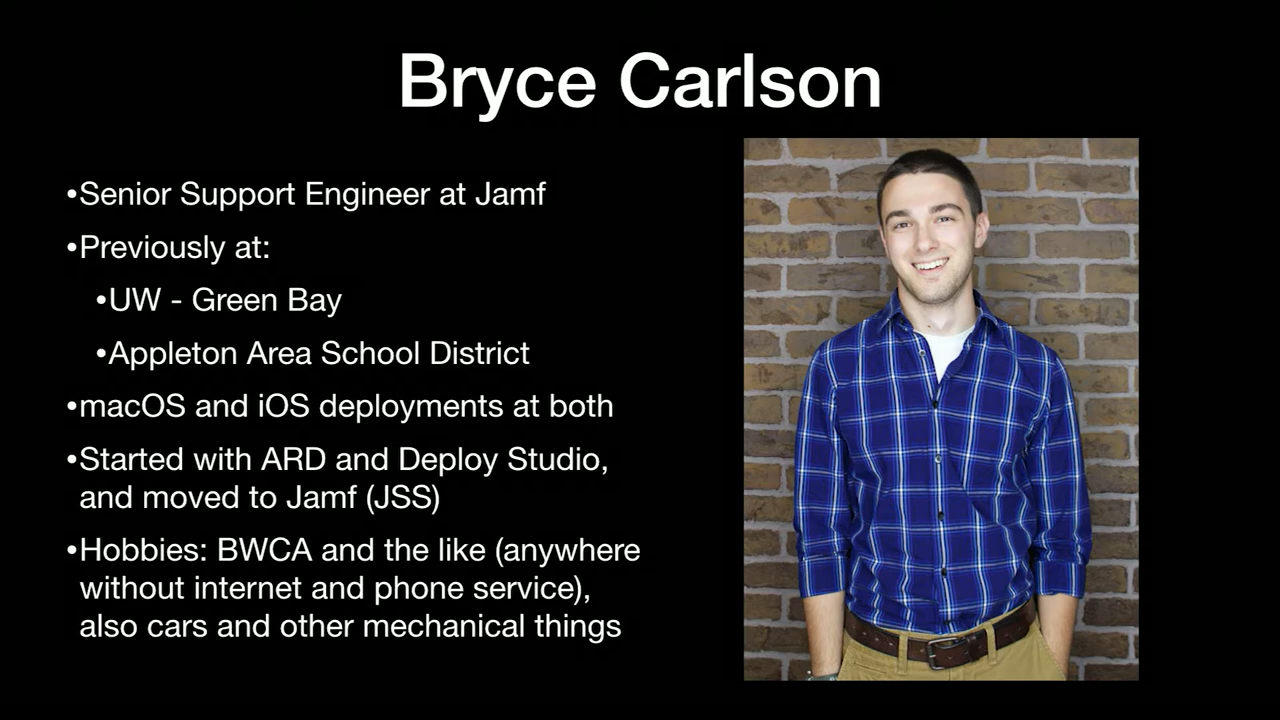 Bryce Carlson
•Senior Support Engineer at Jamf
•Previously at:
•UW - Green Bay
•Appleton Area School District
•macOS and iOS deployments at both
•Started with ARD and Deploy Studio,
and moved to Jamf (JSS)
•Hobbies: BWCA and the like (anywhere
without internet and phone service),
also cars and other mechanical things